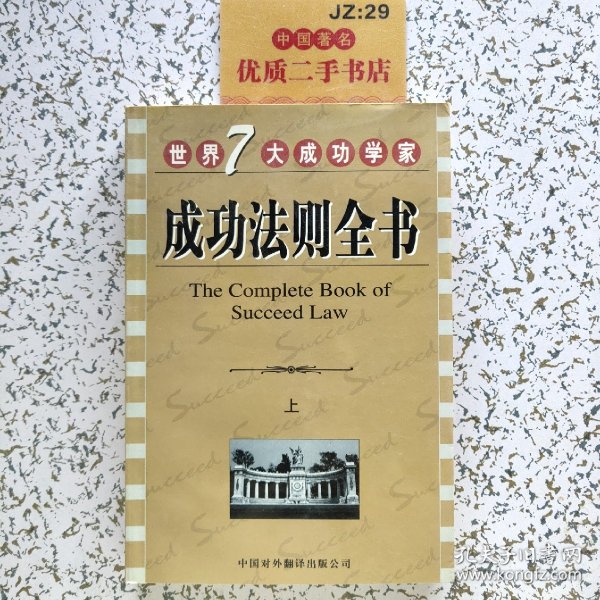 JZ:29
中国著名
优质二手书店
世界7大成功学家
成功法则全书
The Complete Book of
Succeed Law
上
中国对外翻译出版公司
孔夫子旧书网
www.kongfz.com